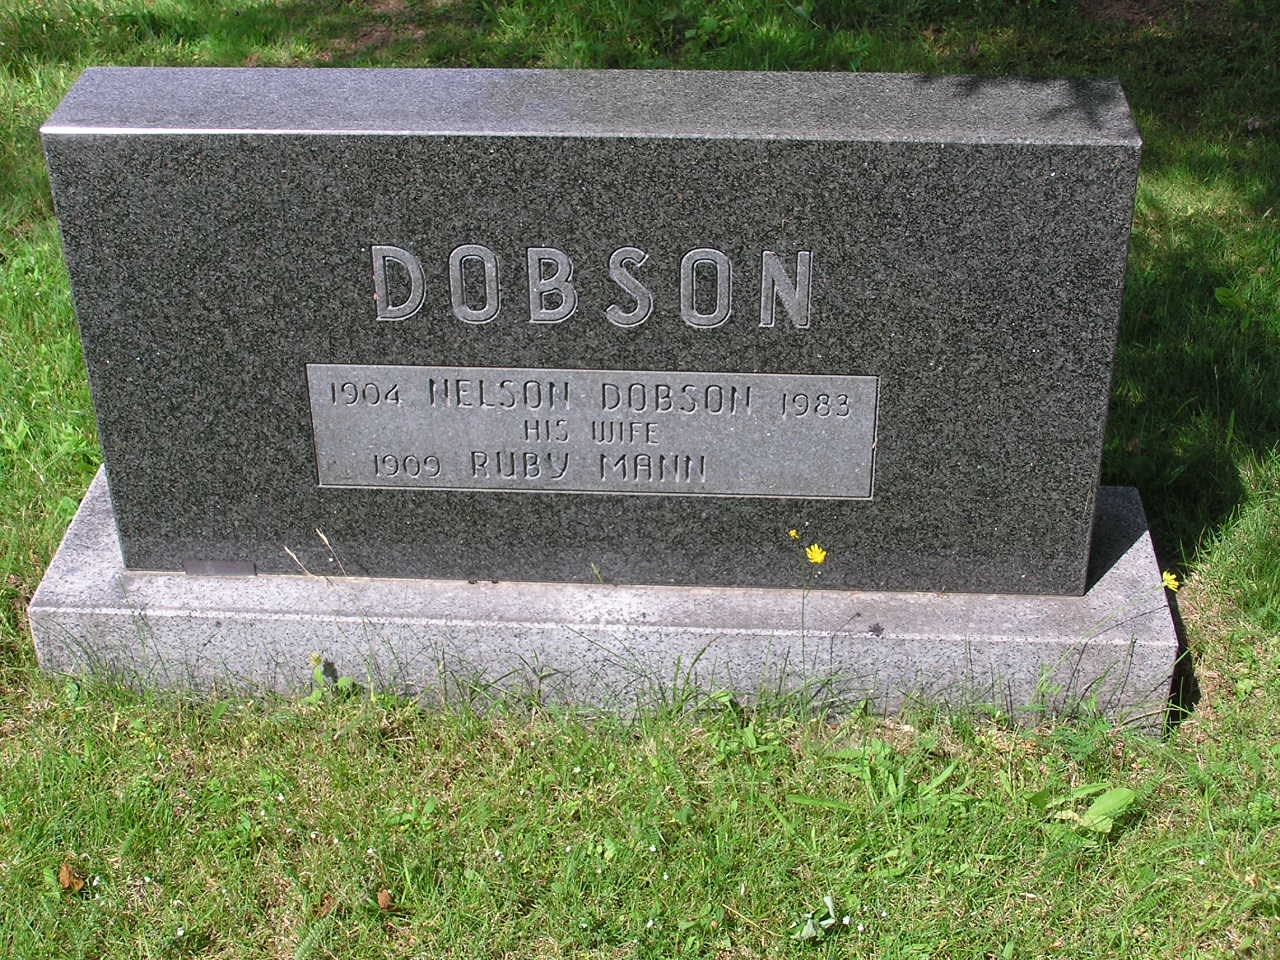 DOBSON
1904 NELSON DOBSON 1983
HIS WIFE
1909 RUBY MANN